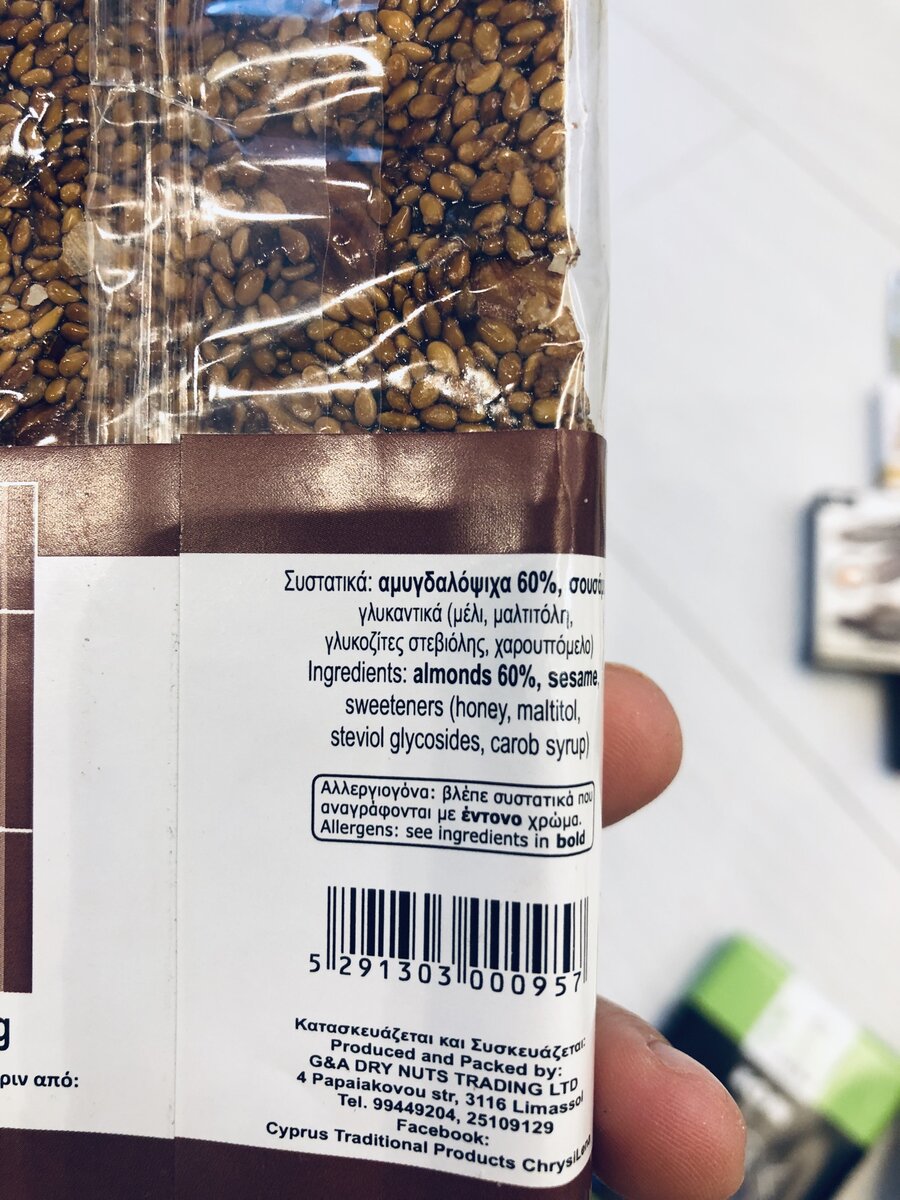 Συστατικά: αμυγδαλόψιχα 60%,
γλυκαντικά (μέλι, μαλτιτόλη,
γλυκοζίτες στεβιόλης, χαρουπόμελο)
Ingredients: almonds 60%, sesame,
sweeteners (honey, maltitol,
steviol glycosides, carob syrup)
Αλλεργιογόνα: βλέπε συστατικά που
αναγράφονται με έντονο χρώμα.
Allergens: see ingredients in bold
5 291303 000957
Κατασκευάζεται και Συσκευάζεται:
Produced and Packed by:
G&A DRY NUTS TRADING LTD
4 Papaiakovou str, 3116 Limassol
Tel. 99449204, 25109129
Facebook:
Cyprus Traditional Products
g
από: